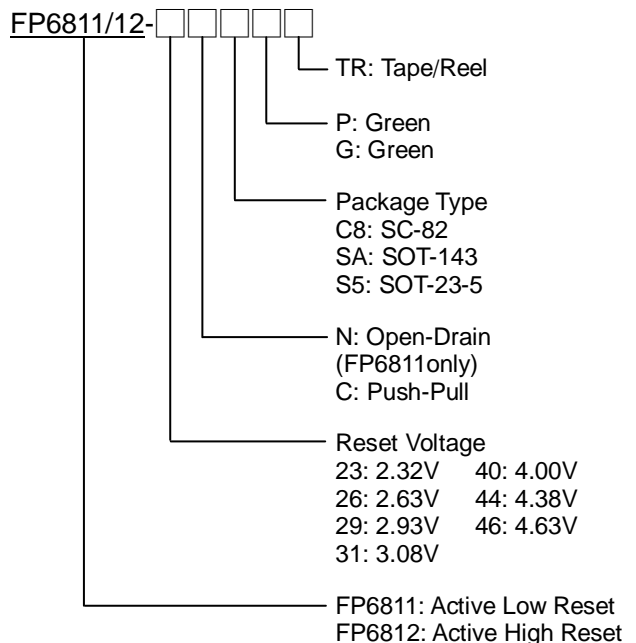 FP6811/12-
TR: Tape/Reel
P: Green
G: Green
Package Type
C8: SC-82
SA: SOT-143
S5: SOT-23-5
N: Open-Drain
(FP6811only)
C: Push-Pull
Reset Voltage
23: 2.32V 40: 4.00V
26: 2.63V 44: 4.38V
29: 2.93V 46: 4.63V
31: 3.08V
FP6811: Active Low Reset
FP6812: Active High Reset